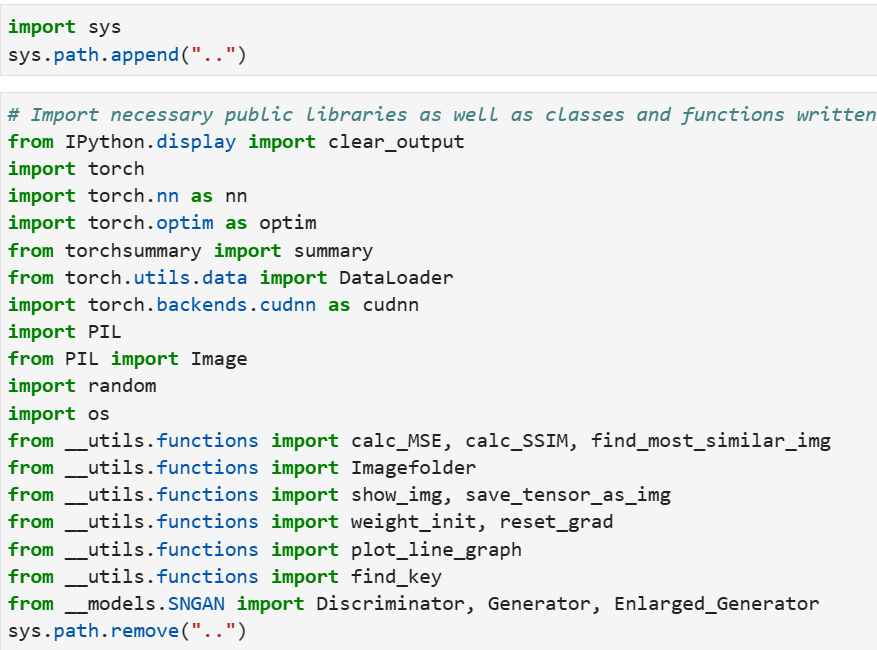 import sys
sys.path.append("..")
# Import necessary public libraries as well as classes and functions written
from IPython.display import clear_output
import torch
import torch.nn as nn
import torch.optim as optim
from torchsummary import summary
from torch.utils.data import DataLoader
import torch.backends.cudnn as cudnn
import PIL
from PIL import Image
import random
import os
from __utils.functions import calc_MSE, calc_SSIM, find_most_similar_img
from __utils.functions import Imagefolder
from __utils.functions import show_img, save_tensor_as_img
from __utils.functions import weight_init, reset_grad
from __utils.functions import plot_line_graph
from __utils.functions import find_key
from __models.SNGAN import Discriminator, Generator, Enlarged_Generator
sys.path.remove("..")